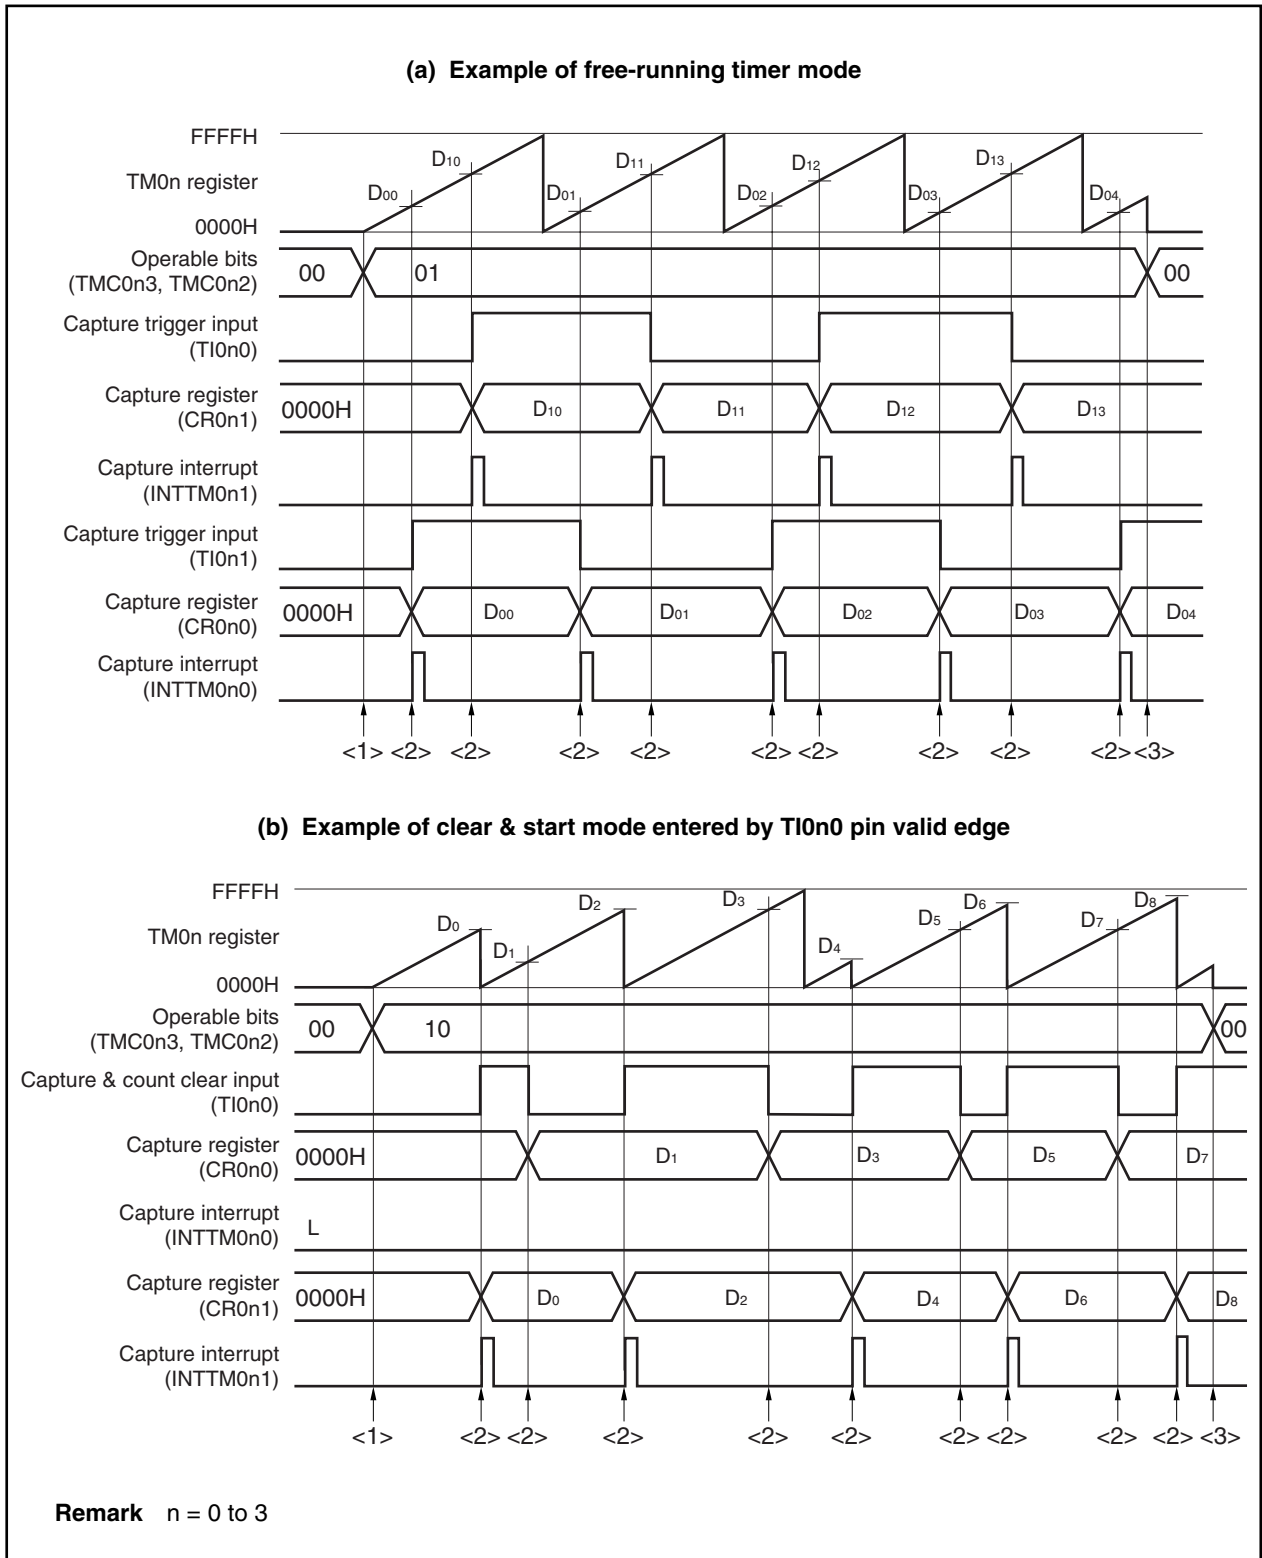 (a) Example of free-running timer mode
FFFFH
TM0n register
0000H
D10
D00
D11
D01
D12
D02
D13
D03
D04
Operable bits
(TMC0n3, TMC0n2)
00
01
00
Capture trigger input
(TI0n0)
Capture register
(CR0n1)
0000H
D10
D11
D12
D13
Capture interrupt
(INTTM0n1)
Capture trigger input
(TI0n1)
Capture register
(CR0n0)
0000H
D00
D01
D02
D03
D04
Capture interrupt
(INTTM0n0)
<1> <2> <2> <2> <2> <2> <2> <2> <2> <2> <3>
(b) Example of clear & start mode entered by TI0n0 pin valid edge
FFFFH
TM0n register
0000H
D0
D1
D2
D3
D4
D5
D6
D7
D8
Operable bits
(TMC0n3, TMC0n2)
00
10
00
Capture & count clear input
(TI0n0)
Capture register
(CR0n0)
0000H
D1
D3
D5
D7
Capture interrupt
(INTTM0n0)
L
Capture register
(CR0n1)
0000H
D0
D2
D4
D6
D8
Capture interrupt
(INTTM0n1)
<1> <2> <2> <2> <2> <2> <2> <2> <2> <2> <3>
Remark n = 0 to 3